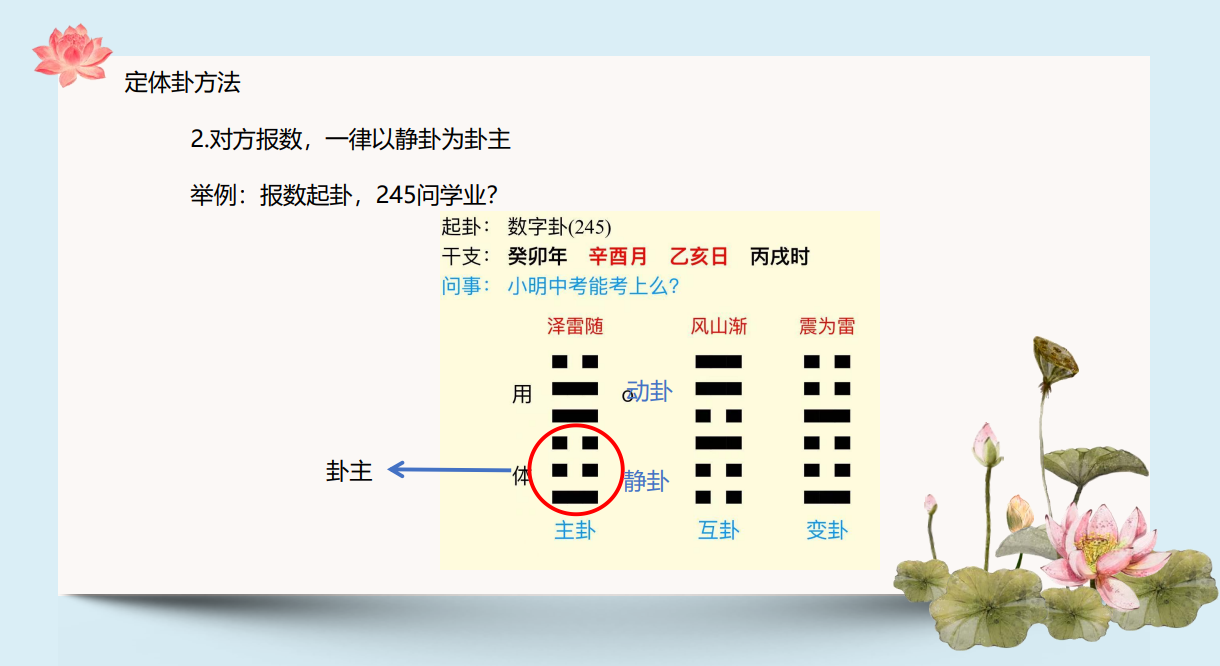 定体卦方法
2.对方报数，一律以静卦为卦主
举例：报数起卦，245问学业？
起卦： 数字卦(245)
干支： 癸卯年 辛酉月 乙亥日 丙戌时
问事： 小明中考能考上么？
泽雷随 风山渐 震为雷
用 动卦
卦主 体 静卦
主卦 互卦 变卦